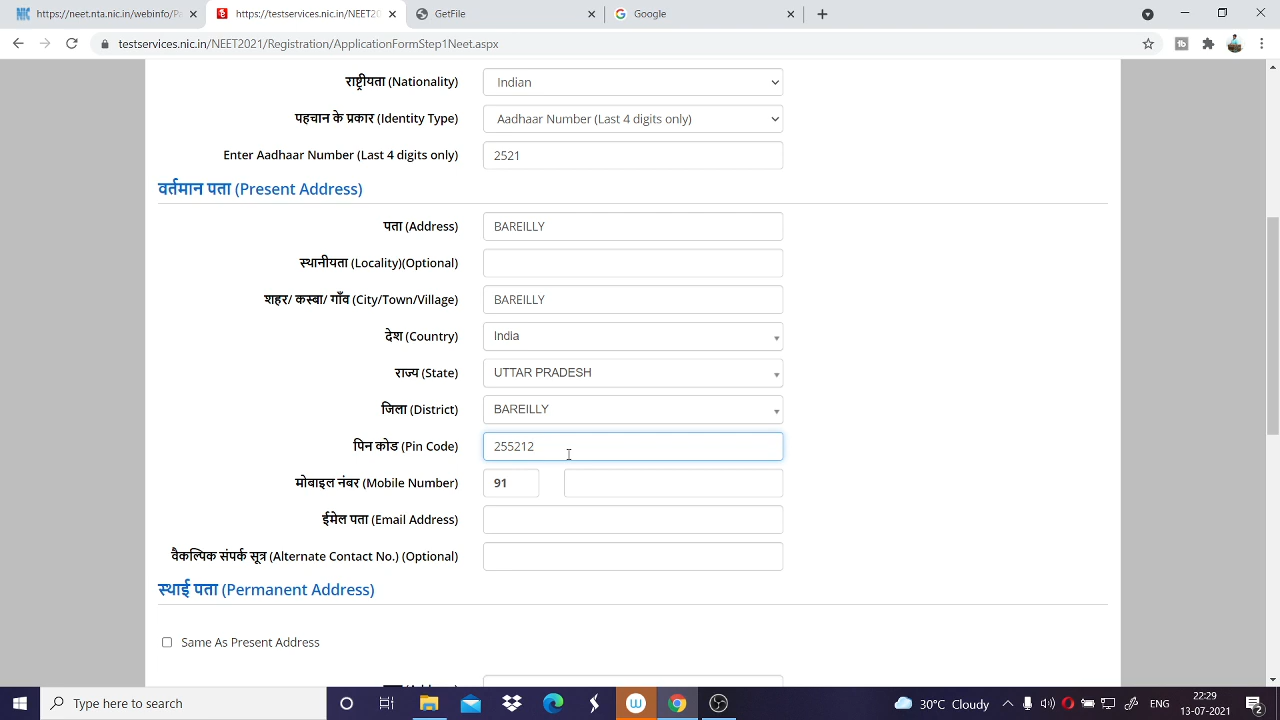 https://neet.nta.nic.in/webinfo/Pa
https://testservices.nic.in/NEET20
GetFile
Google
testservices.nic.in/NEET2021/Registration/ApplicationFormStep1Neet.aspx
राष्ट्रीयता (Nationality) Indian
पहचान के प्रकार (Identity Type) Aadhaar Number (Last 4 digits only)
Enter Aadhaar Number (Last 4 digits only) 2521
वर्तमान पता (Present Address)
पता (Address) BAREILLY
स्थानीयता (Locality)(Optional)
शहर/ कस्बा/ गाँव (City/Town/Village) BAREILLY
देश (Country) India
राज्य (State) UTTAR PRADESH
जिला (District) BAREILLY
पिन कोड (Pin Code) 255212
मोबाइल नंबर (Mobile Number) 91
ईमेल पता (Email Address)
वैकल्पिक संपर्क सूत्र (Alternate Contact No.) (Optional)
स्थाई पता (Permanent Address)
Same As Present Address
Type here to search
30°C Cloudy
ENG
22:29
13-07-2021
2